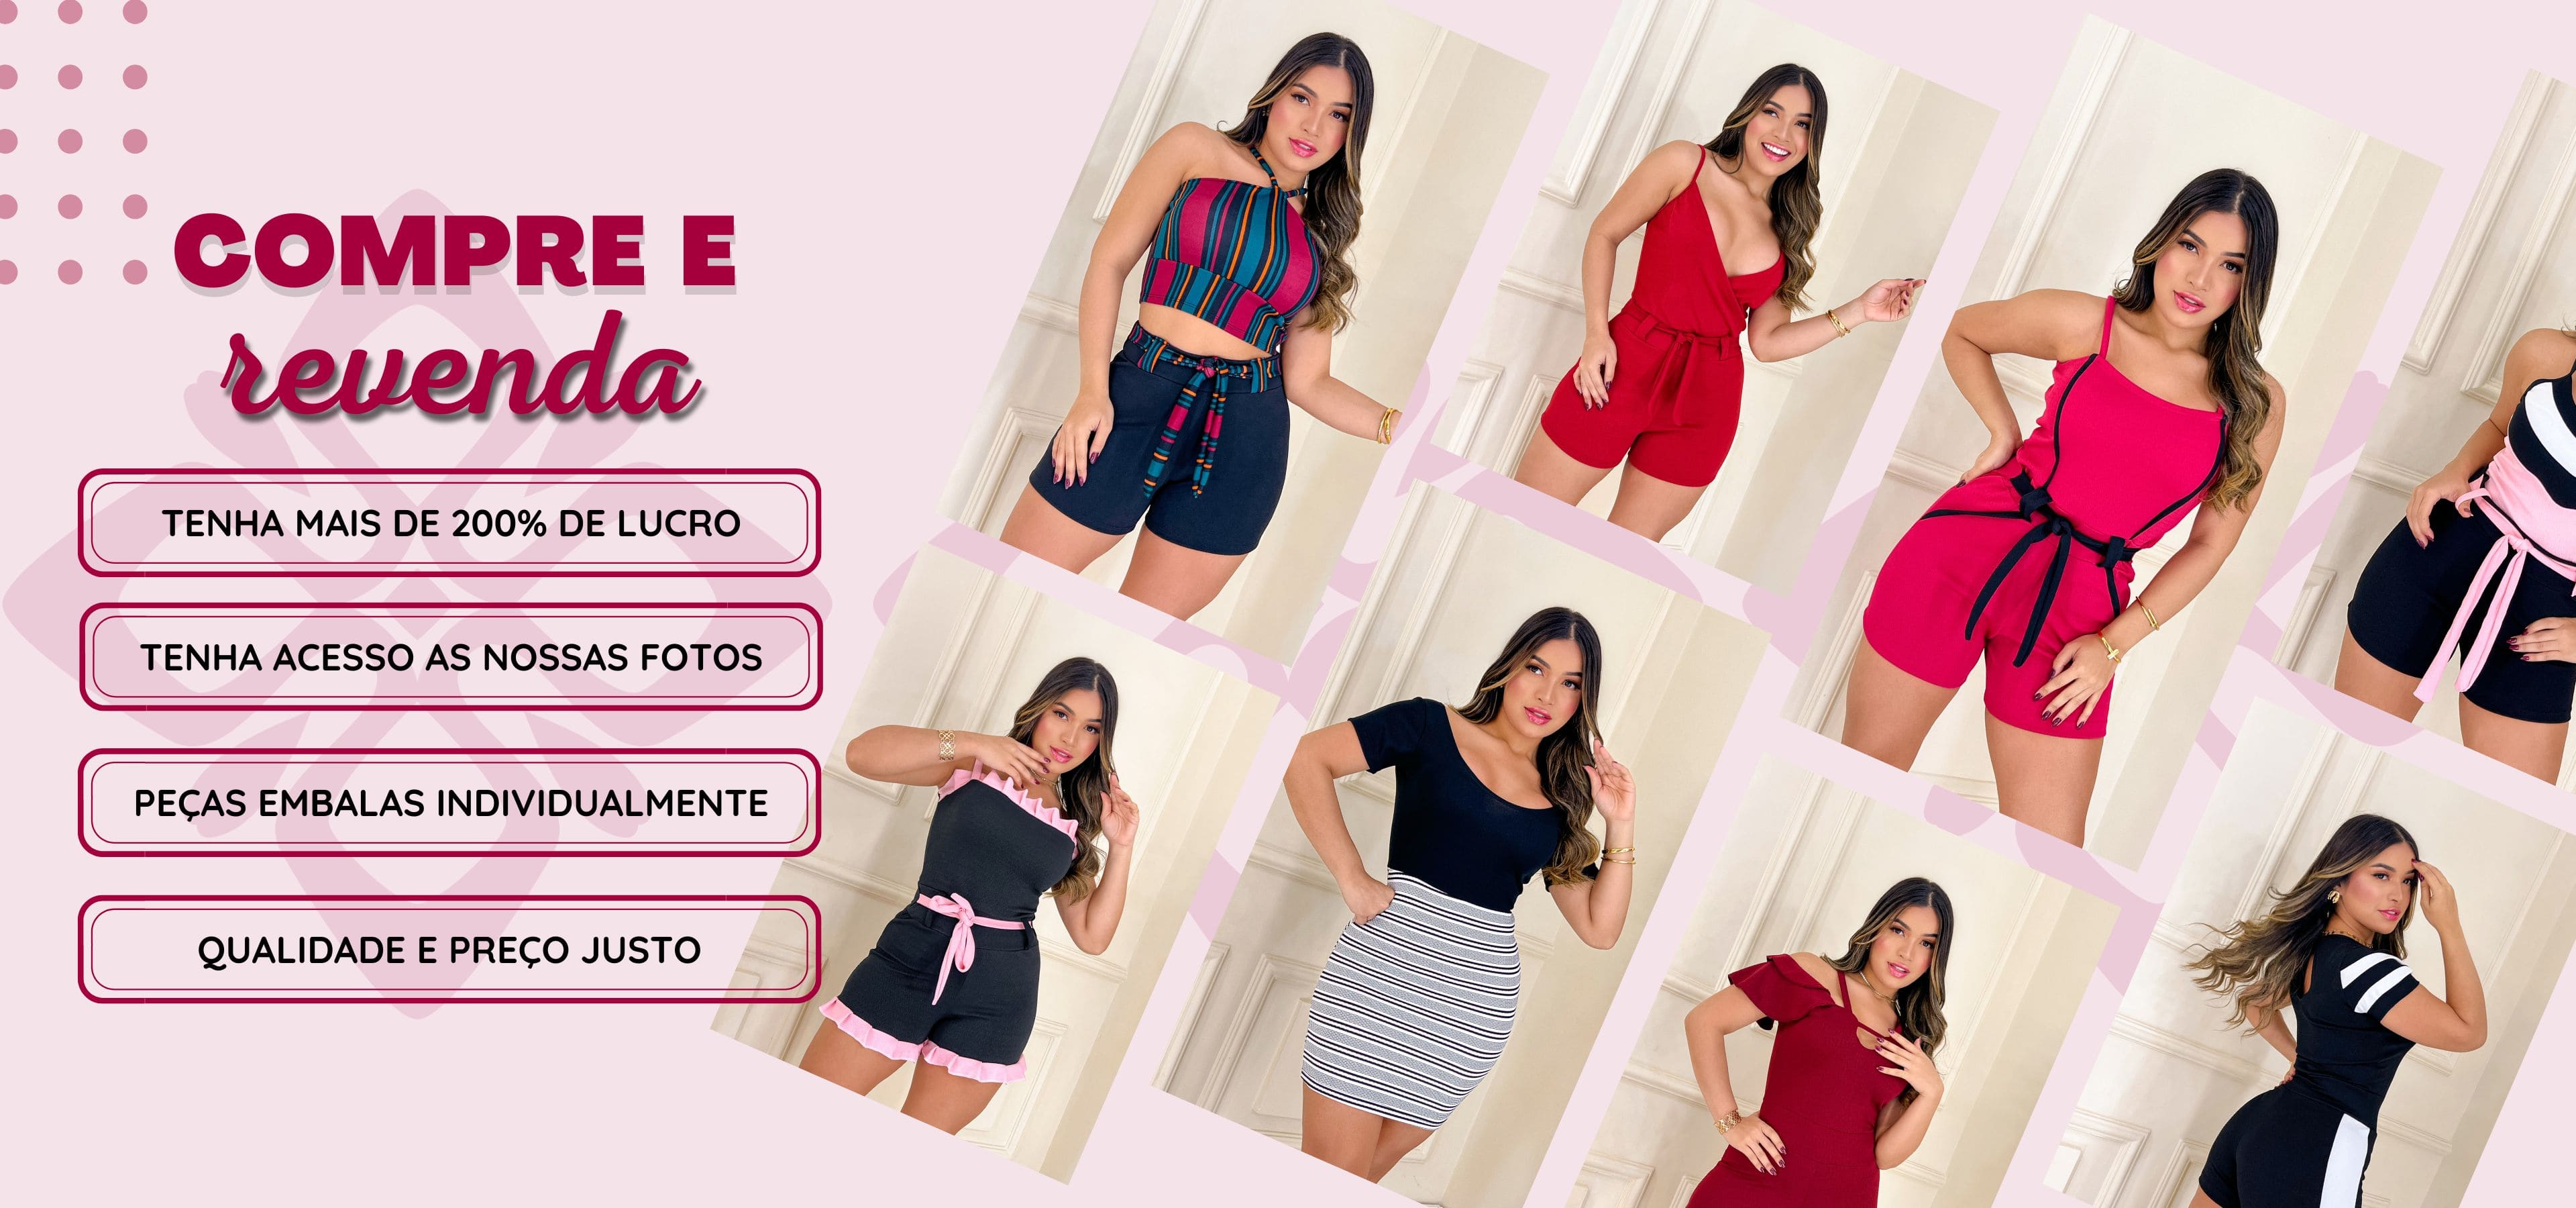 COMPRE E
revenda
TENHA MAIS DE 200% DE LUCRO
TENHA ACESSO AS NOSSAS FOTOS
PEÇAS EMBALAS INDIVIDUALMENTE
QUALIDADE E PREÇO JUSTO